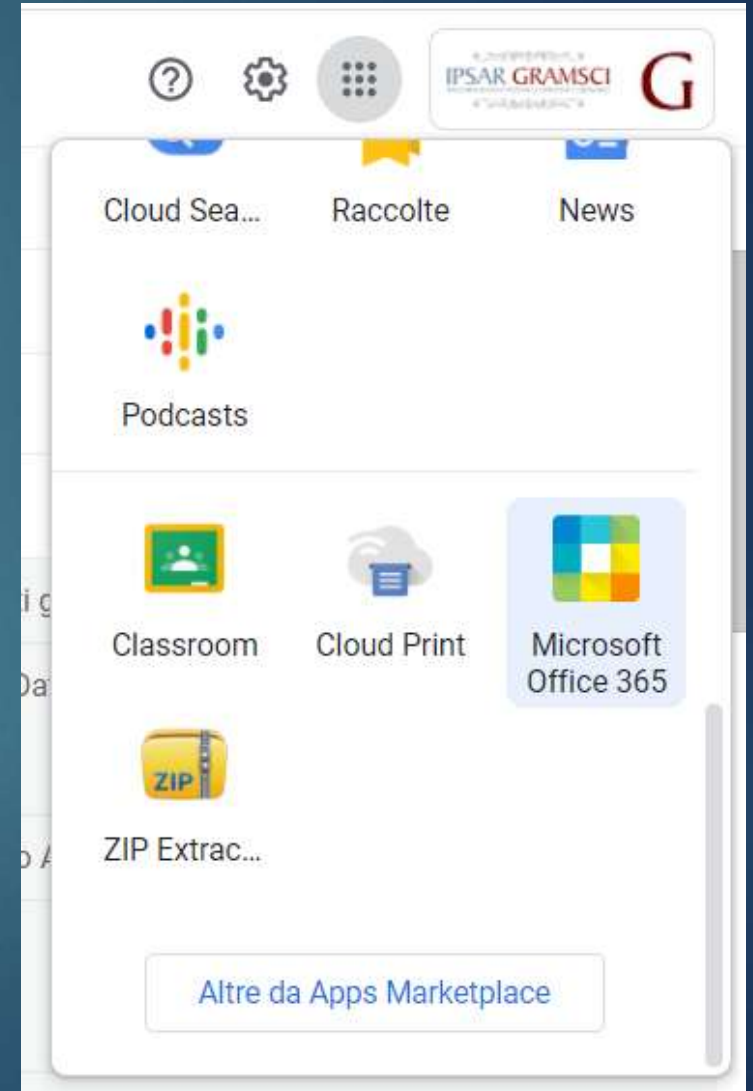 IPSAR GRAMSCI G
Cloud Sea... Raccolte News
Podcasts
Classroom Cloud Print Microsoft
Office 365
ZIP
ZIP Extrac...
Altre da Apps Marketplace